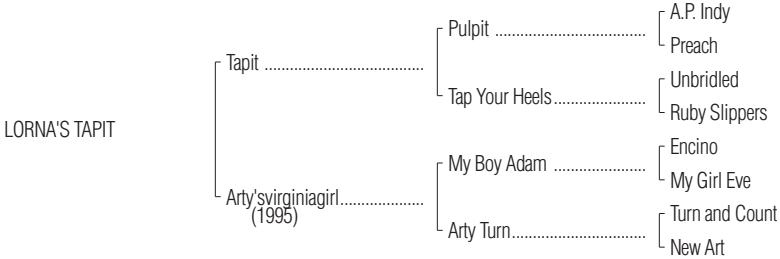 A.P. Indy
Pulpit ......................................
Preach
Tapit ........................................
Unbridled
Tap Your Heels.......................
Ruby Slippers
LORNA'S TAPIT
Encino
My Boy Adam .......................
My Girl Eve
Arty'svirginiagirl.....................
(1995)
Turn and Count
Arty Turn..................................
New Art